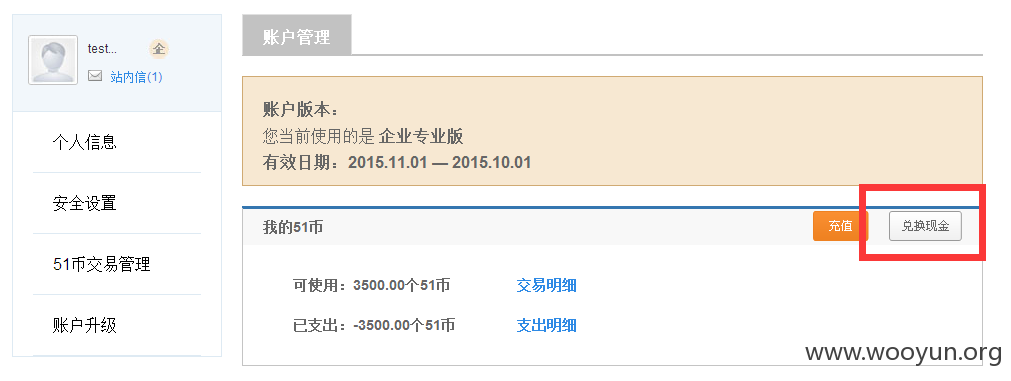 test...
企
站内信(1)
个人信息
安全设置
51币交易管理
账户升级
账户管理
账户版本：
您当前使用的是 企业专业版
有效日期：2015.11.01 — 2015.10.01
我的51币
充值
兑换现金
可使用：3500.00个51币
交易明细
已支出：-3500.00个51币
支出明细
www.wooyun.org